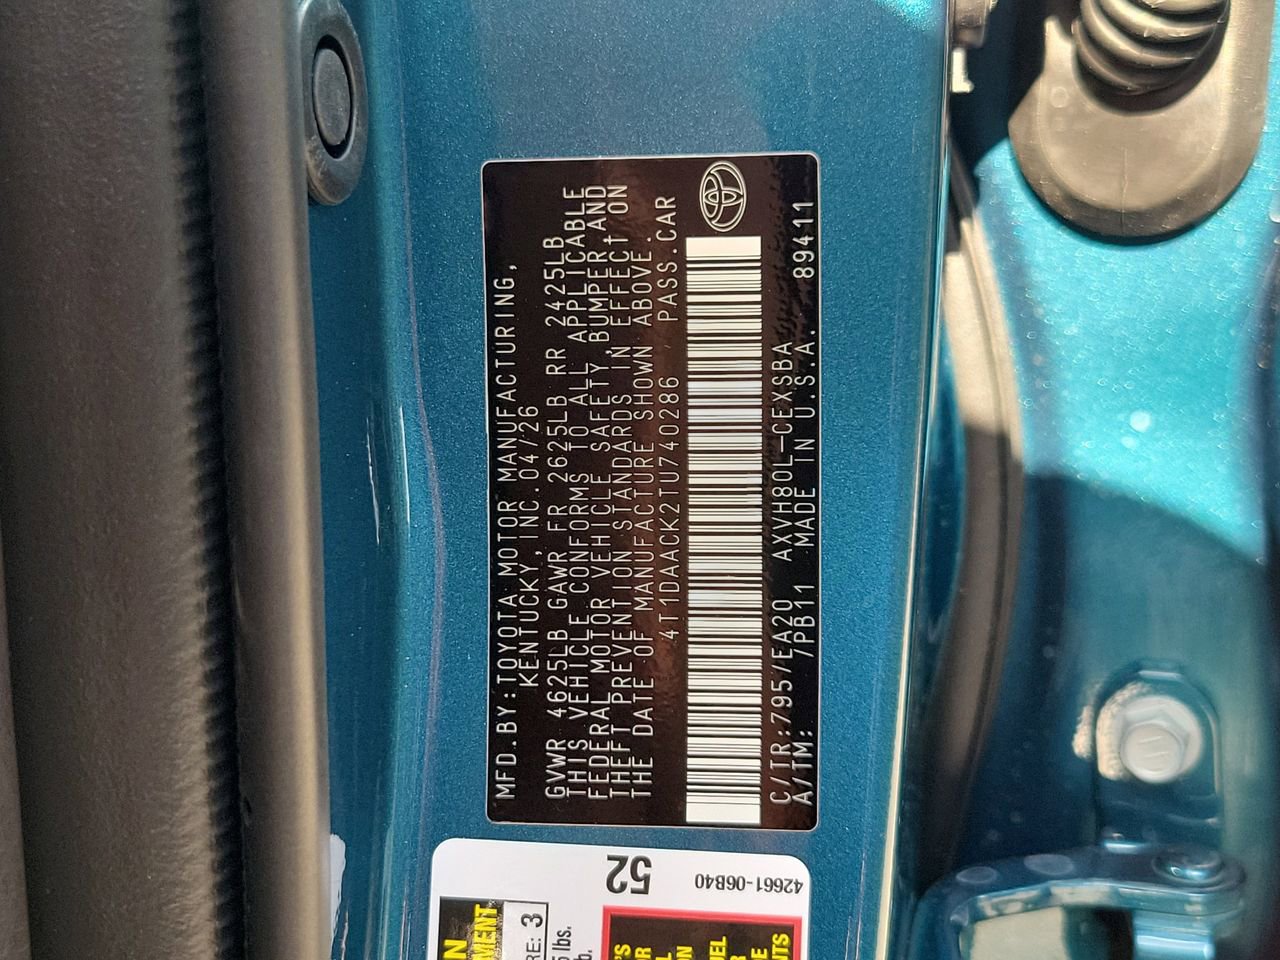 MFD.BY:TOYOTA MOTOR MANUFACTURING,
KENTUCKY,INC.04/26
GVWR 4625LB GAWR FR 2625LB RR 2425LB
THIS VEHICLE CONFORMS TO ALL APPLICABLE
FEDERAL MOTOR VEHICLE SAFETY,BUMPER,AND
THEFT PREVENTION STANDARDS IN EFFECT ON
THE DATE OF MANUFACTURE SHOWN ABOVE.
4T1DAACK2TU740286 PASS.CAR
C/TR:795/EA20 AXVH80L-CEXSBA
A/TM: /PB11 MADE IN U.S.A. 89411
52
42661-06B40
3
lbs.